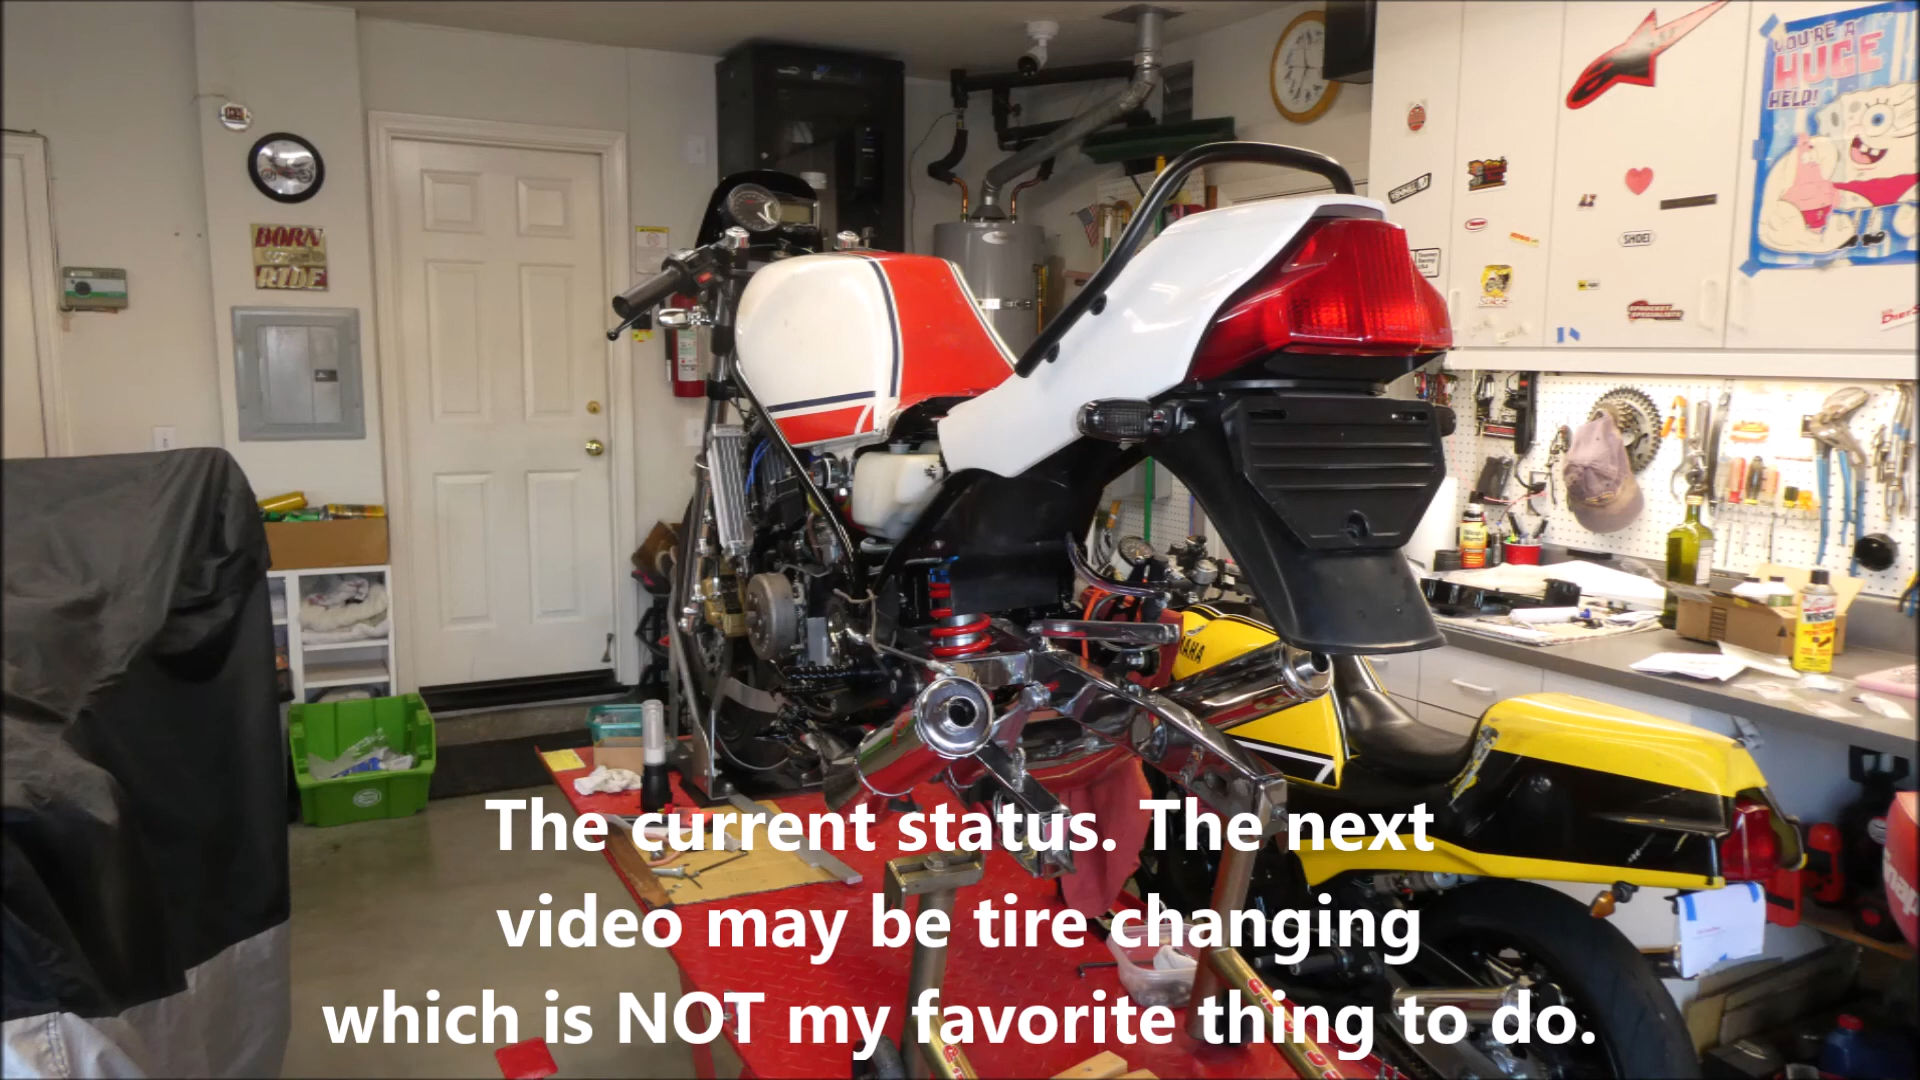 YOU'RE A
HUGE
HELP!
BORN
RIDE
SHOEI
YAMAHA
The current status. The next
video may be tire changing
which is NOT my favorite thing to do.